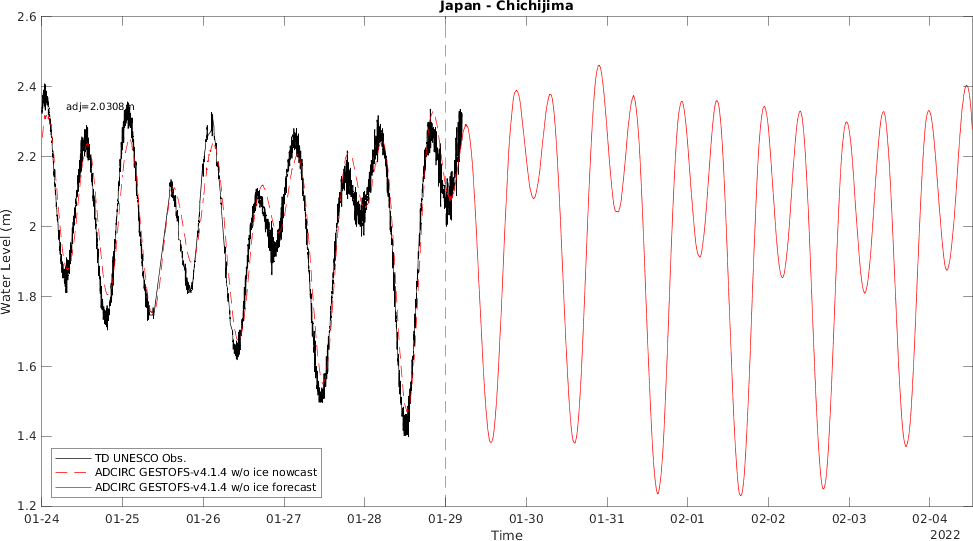 Japan - Chichijima
2.6
2.4
2.2
2
1.8
1.6
1.4
1.2
Water Level (m)
adj=2.0308 m
TD UNESCO Obs.
ADCIRC GESTOFS-v4.1.4 w/o ice nowcast
ADCIRC GESTOFS-v4.1.4 w/o ice forecast
01-24 01-25 01-26 01-27 01-28 01-29 01-30 01-31 02-01 02-02 02-03 02-04
Time
2022